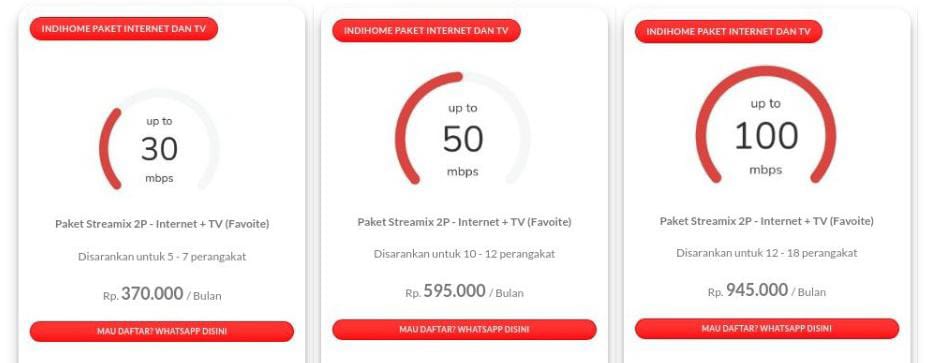 INDIHOME PAKET INTERNET DAN TV
up to
30
mbps
Paket Streamix 2P - Internet + TV (Favoite)
Disarankan untuk 5 - 7 perangakat
Rp. 370.000 / Bulan
MAU DAFTAR? WHATSAPP DISINI
INDIHOME PAKET INTERNET DAN TV
up to
50
mbps
Paket Streamix 2P - Internet + TV (Favoite)
Disarankan untuk 10 - 12 perangakat
Rp. 595.000 / Bulan
MAU DAFTAR? WHATSAPP DISINI
INDIHOME PAKET INTERNET DAN TV
up to
100
mbps
Paket Streamix 2P - Internet + TV (Favoite)
Disarankan untuk 12 - 18 perangakat
Rp. 945.000 / Bulan
MAU DAFTAR? WHATSAPP DISINI